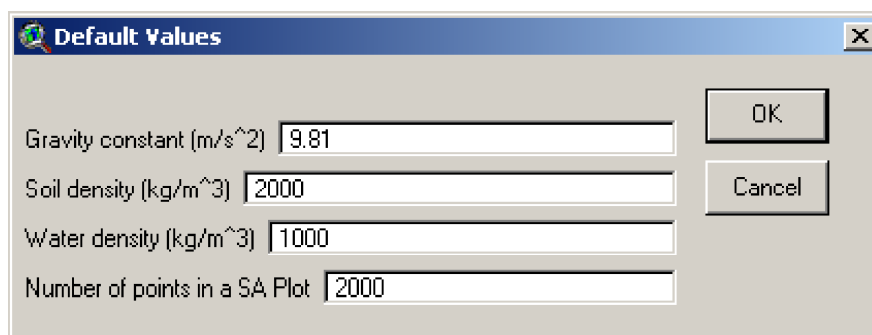 Default Values
OK
Gravity constant (m/s^2) 9.81
Soil density (kg/m^3) 2000
Cancel
Water density (kg/m^3) 1000
Number of points in a SA Plot 2000